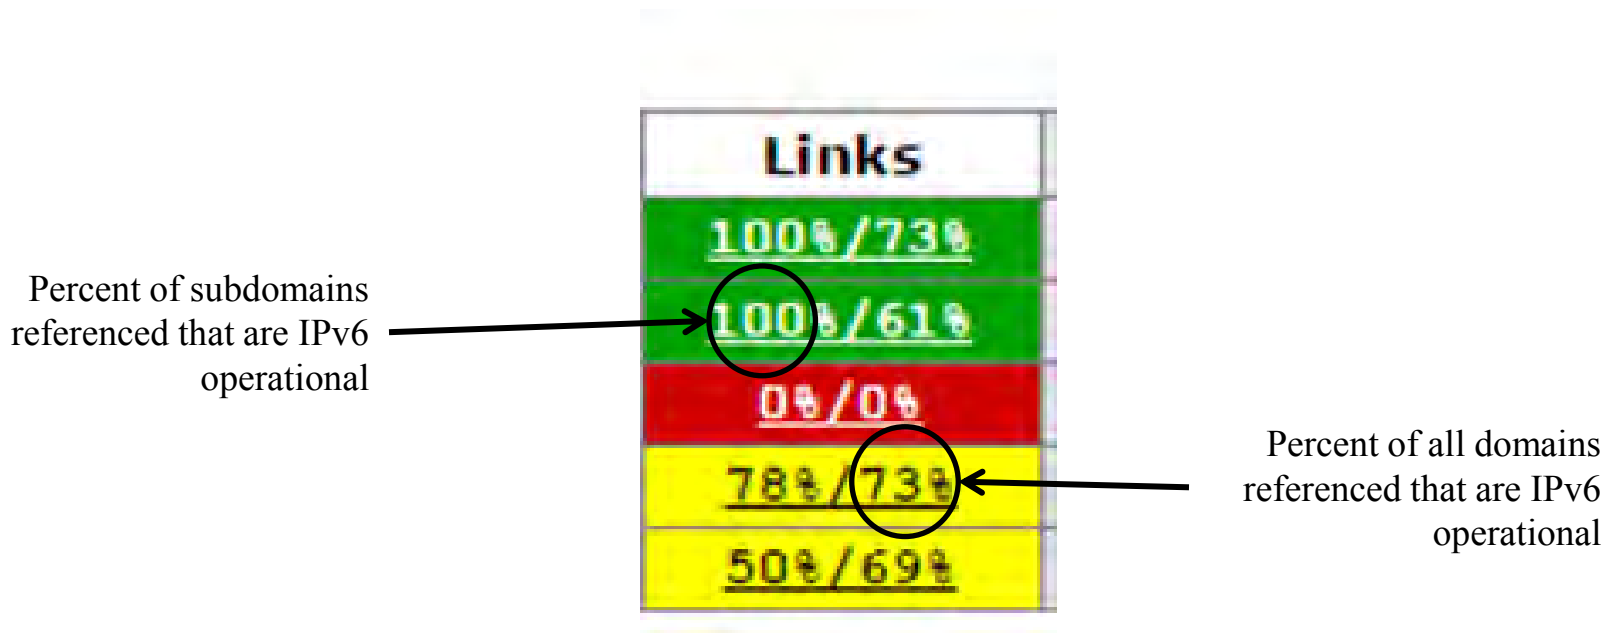 Links
100%/73%
100%/61%
0%/0%
78%/73%
50%/69%
Percent of subdomains
referenced that are IPv6
operational
Percent of all domains
referenced that are IPv6
operational